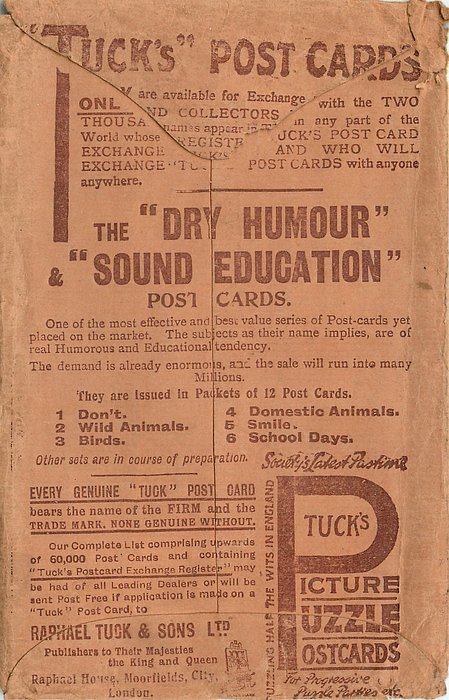 "TUCK'S" POST CARDS
ONLY are available for Exchange with the TWO
THOUSA ND COLLECTORS in any part of the
World whose names appear in T UCK'S POST CARD
EXCHANGE REGISTR AND WHO WILL
EXCHANGE "TUCK'S POST CARDS with anyone
anywhere.
THE "DRY HUMOUR"
& "SOUND EDUCATION"
POST CARDS.
One of the most effective and best value series of Post-cards yet
placed on the market. The subjects as their name implies, are of
real Humorous and Educational tendency.
The demand is already enormous, and the sale will run into many
Millions.
They are issued in Packets of 12 Post Cards.
1 Don't.
2 Wild Animals.
3 Birds.
4 Domestic Animals.
5 Smile.
6 School Days.
Other sets are in course of preparation.
EVERY GENUINE "TUCK" POST CARD
bears the name of the FIRM and the
TRADE MARK. NONE GENUINE WITHOUT.
Our Complete List comprising upwards
of 60,000 Post Cards and containing
"Tuck's Postcard Exchange Register" may
be had of all Leading Dealers or will be
sent Post Free if application is made on a
"Tuck" Post Card, to
RAPHAEL TUCK & SONS LTD
Publishers to Their Majesties
the King and Queen
Raphael House, Moorfields, City,
London.
Society's Latest Pastime
PUZZLING HALF THE WITS IN ENGLAND
TUCK'S
PICTURE
PUZZLE
POSTCARDS
For Progressive
Puzzle Parties etc.